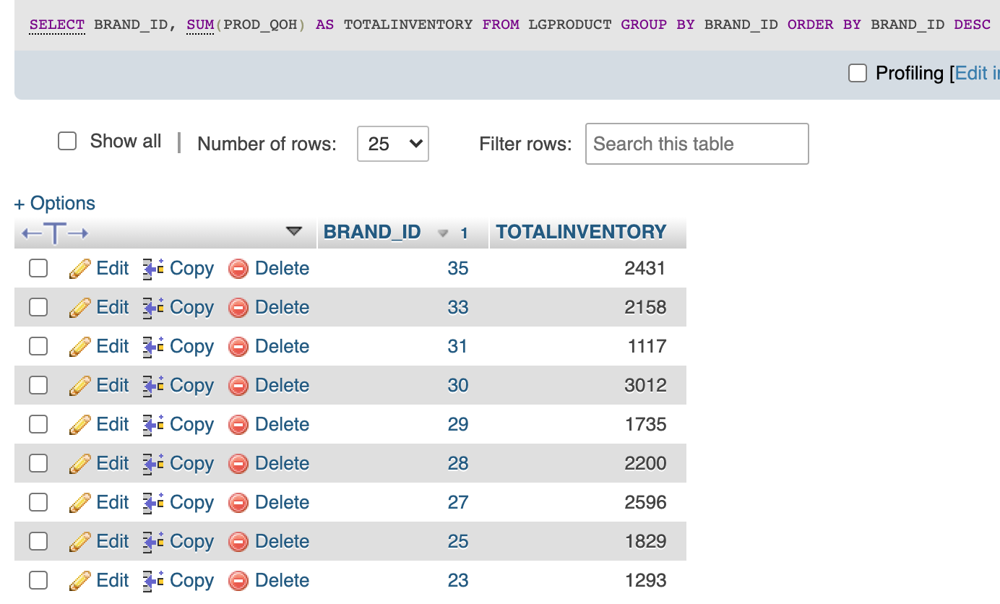 SELECT BRAND_ID, SUM(PROD_QOH) AS TOTALINVENTORY FROM LGPRODUCT GROUP BY BRAND_ID ORDER BY BRAND_ID DESC
Profiling [Edit
Show all | Number of rows: 25 Filter rows: Search this table
+ Options
←T→ BRAND_ID 1 TOTALINVENTORY
Edit Copy Delete 35 2431
Edit Copy Delete 33 2158
Edit Copy Delete 31 1117
Edit Copy Delete 30 3012
Edit Copy Delete 29 1735
Edit Copy Delete 28 2200
Edit Copy Delete 27 2596
Edit Copy Delete 25 1829
Edit Copy Delete 23 1293